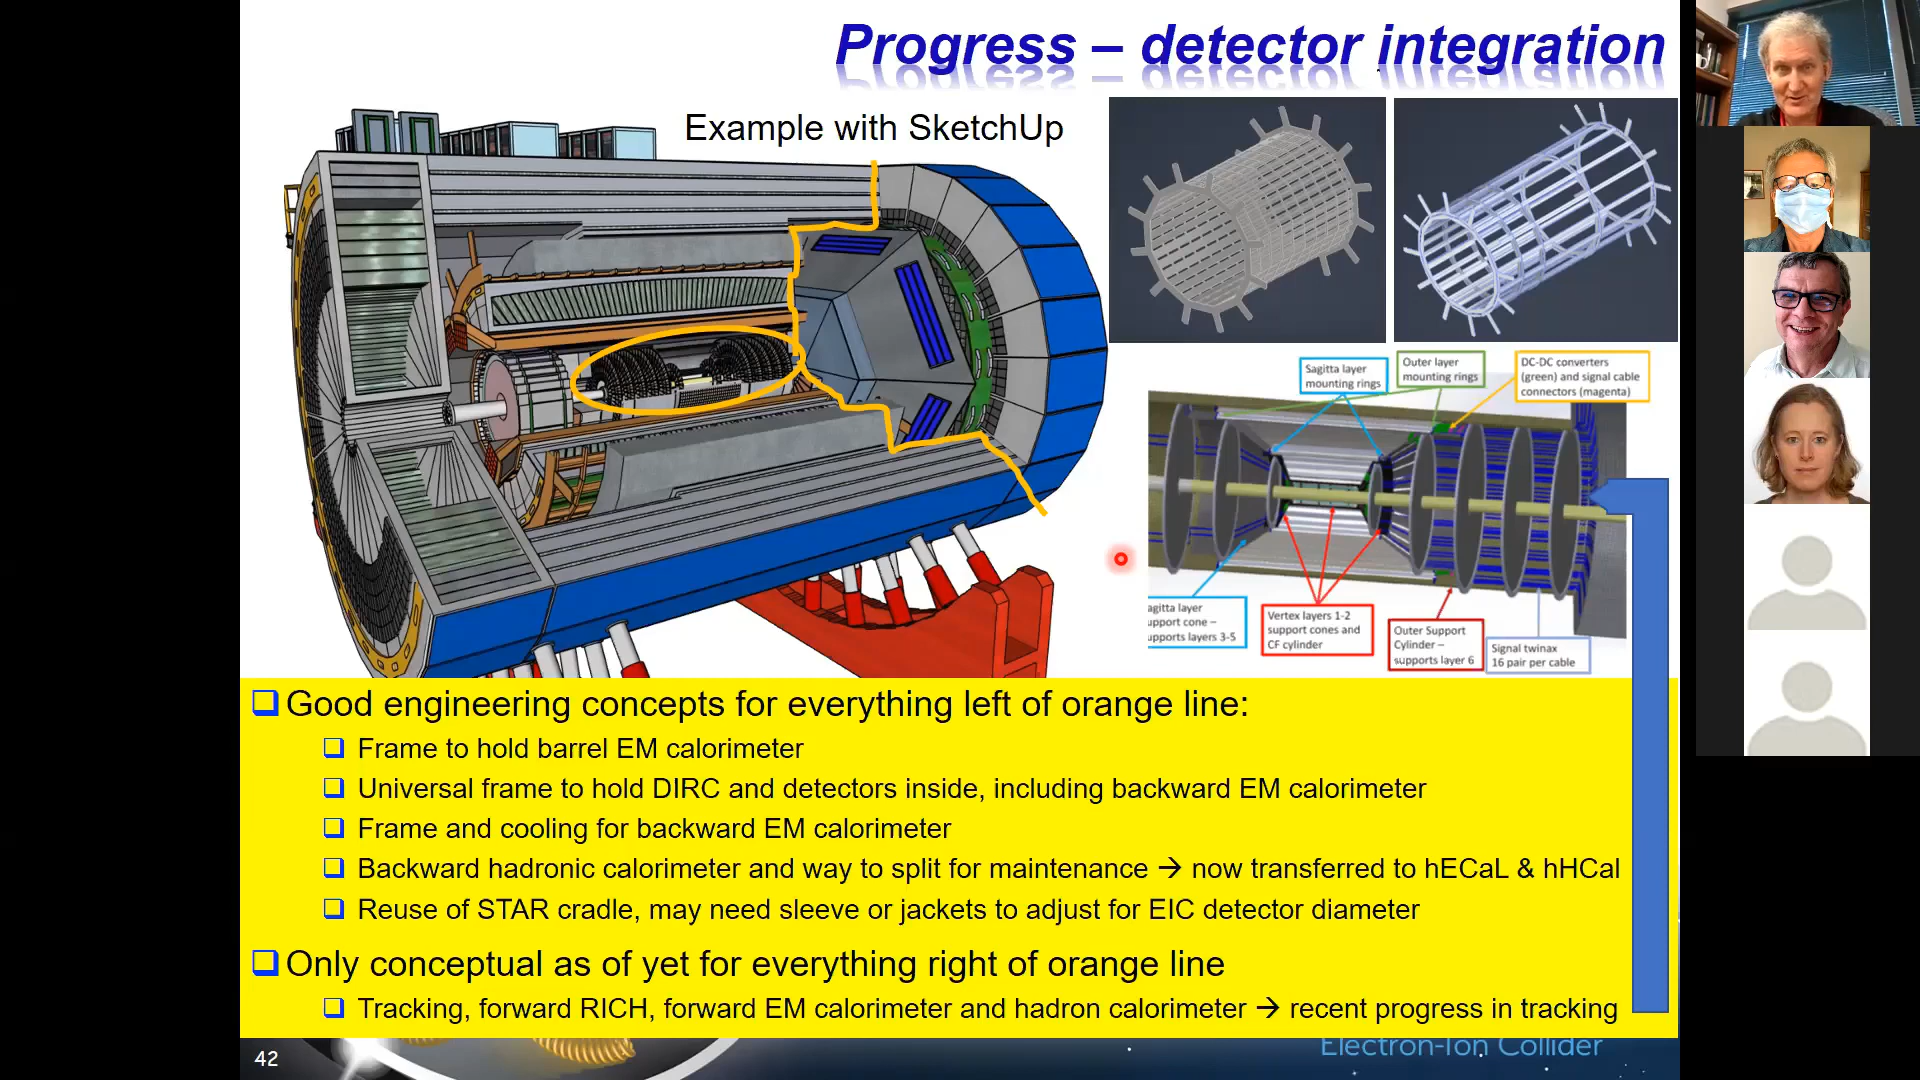 Progress – detector integration
Example with SketchUp
Sagitta layer
mounting rings
Outer layer
mounting rings
DC-DC converters
(green) and signal cable
connectors (magenta)
agitta layer
upport cone –
upports layers 3-5
Vertex layers 1-2
support cones and
CF cylinder
Outer Support
Cylinder –
supports layer 6
Signal twinax
16 pair per cable
Good engineering concepts for everything left of orange line:
Frame to hold barrel EM calorimeter
Universal frame to hold DIRC and detectors inside, including backward EM calorimeter
Frame and cooling for backward EM calorimeter
Backward hadronic calorimeter and way to split for maintenance → now transferred to hECaL & hHCal
Reuse of STAR cradle, may need sleeve or jackets to adjust for EIC detector diameter
Only conceptual as of yet for everything right of orange line
Tracking, forward RICH, forward EM calorimeter and hadron calorimeter → recent progress in tracking
42
Electron-Ion Collider